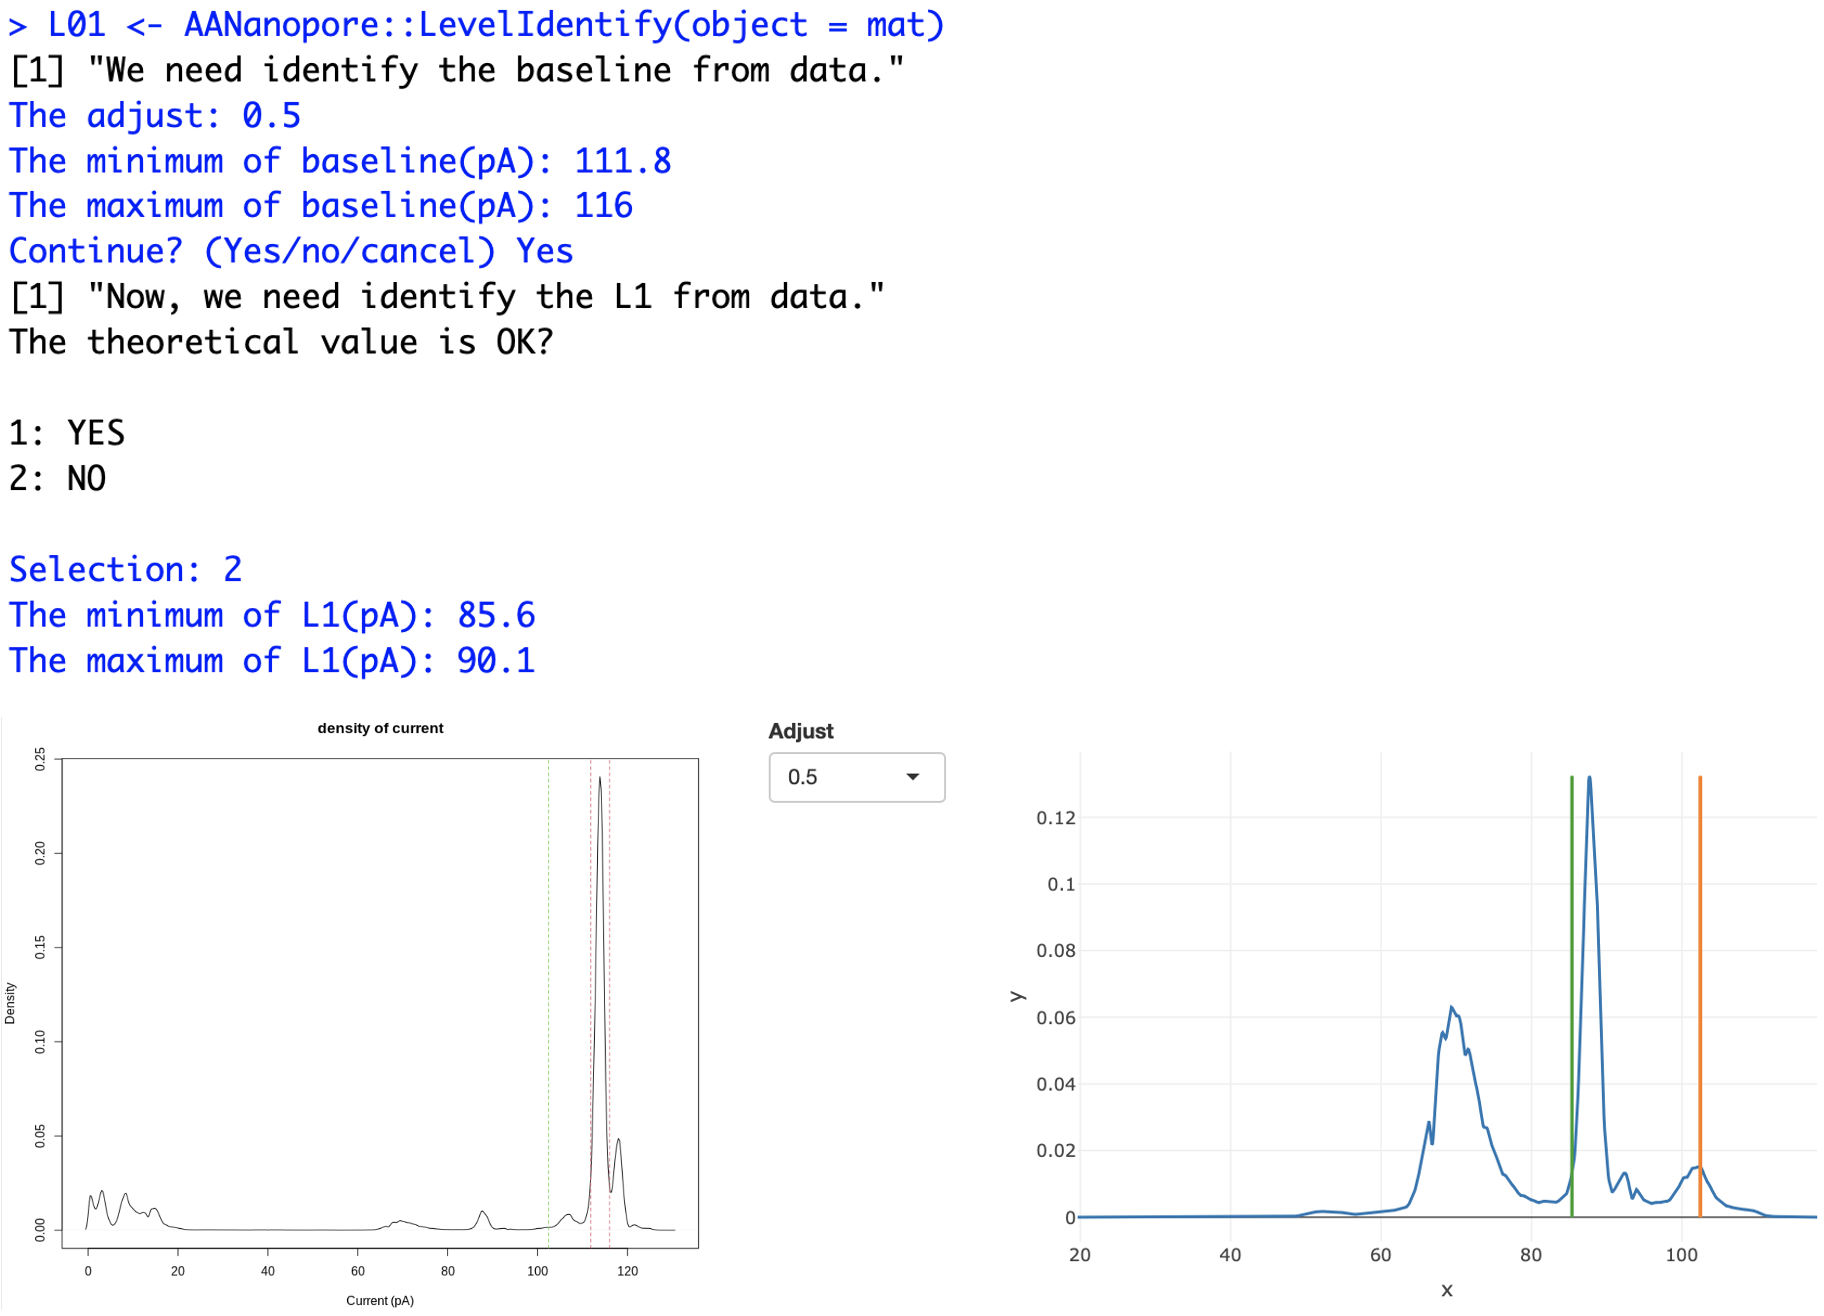 > L01 <- AANanopore::LevelIdentify(object = mat)
[1] "We need identify the baseline from data."
The adjust: 0.5
The minimum of baseline(pA): 111.8
The maximum of baseline(pA): 116
Continue? (Yes/no/cancel) Yes
[1] "Now, we need identify the L1 from data."
The theoretical value is OK?
1: YES
2: NO
Selection: 2
The minimum of L1(pA): 85.6
The maximum of L1(pA): 90.1
density of current
0.25
0.20
0.15
0.10
0.05
0.00
Density
0 20 40 60 80 100 120
Current (pA)
Adjust
0.5
0.12
0.1
0.08
0.06
0.04
0.02
0
y
20 40 60 80 100
x